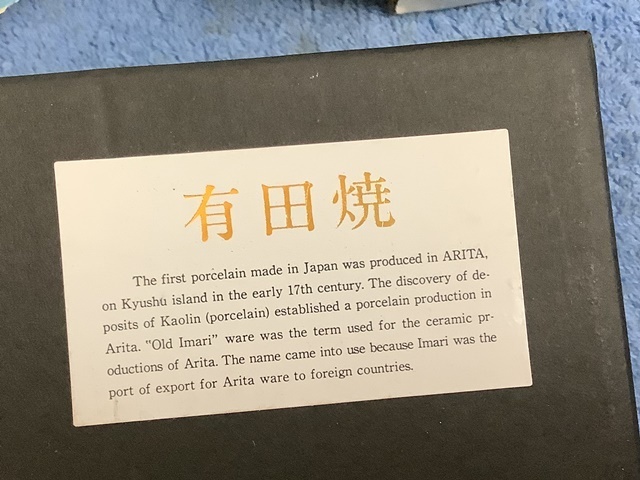 有田焼
The first porcelain made in Japan was produced in ARITA,
on Kyushu island in the early 17th century. The discovery of de-
posits of Kaolin (porcelain) established a porcelain production in
Arita. "Old Imari" ware was the term used for the ceramic pr-
oductions of Arita. The name came into use because Imari was the
port of export for Arita ware to foreign countries.